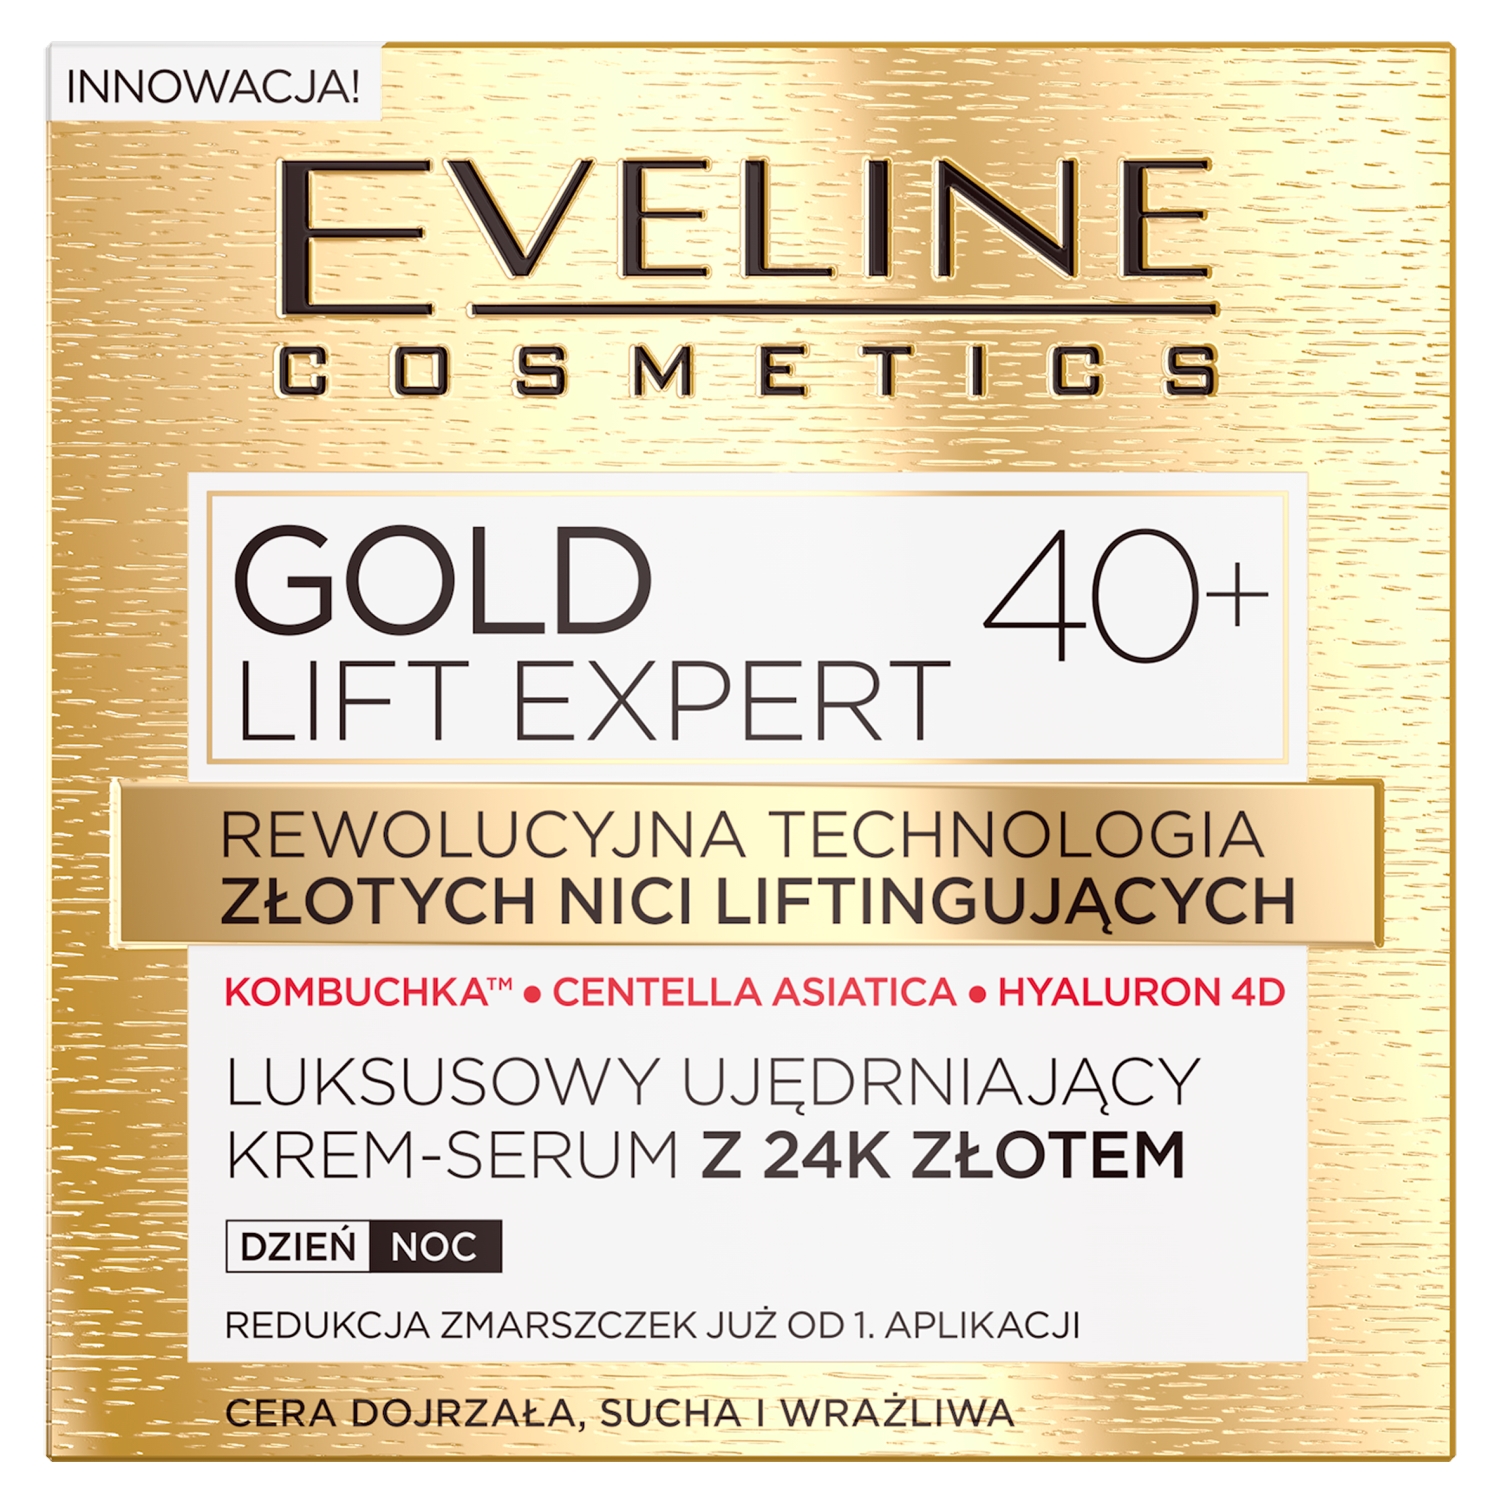 INNOWACJA!
EVELINE
COSMETICS
GOLD 40+
LIFT EXPERT
REWOLUCYJNA TECHNOLOGIA
ZŁOTYCH NICI LIFTINGUJĄCYCH
KOMBUCHKA™ • CENTELLA ASIATICA • HYALURON 4D
LUKSUSOWY UJĘDRNIAJĄCY
KREM-SERUM Z 24K ZŁOTEM
DZIEŃ NOC
REDUKCJA ZMARSZCZEK JUŻ OD 1. APLIKACJI
CERA DOJRZAŁA, SUCHA I WRAŻLIWA